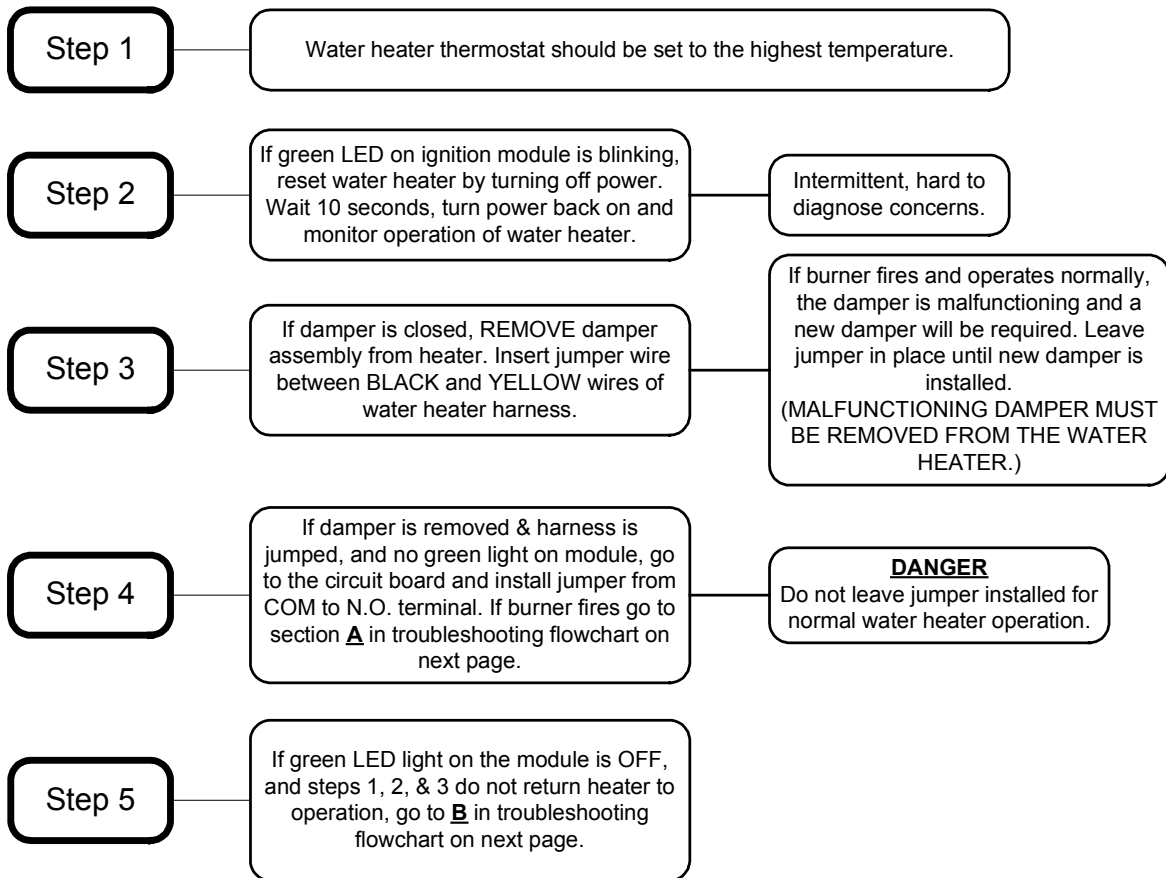 Step 1
Water heater thermostat should be set to the highest temperature.
Step 2
If green LED on ignition module is blinking,
reset water heater by turning off power.
Wait 10 seconds, turn power back on and
monitor operation of water heater.
Intermittent, hard to
diagnose concerns.
Step 3
If damper is closed, REMOVE damper
assembly from heater. Insert jumper wire
between BLACK and YELLOW wires of
water heater harness.
If burner fires and operates normally,
the damper is malfunctioning and a
new damper will be required. Leave
jumper in place until new damper is
installed.
(MALFUNCTIONING DAMPER MUST
BE REMOVED FROM THE WATER
HEATER.)
Step 4
If damper is removed & harness is
jumped, and no green light on module, go
to the circuit board and install jumper from
COM to N.O. terminal. If burner fires go to
section A in troubleshooting flowchart on
next page.
DANGER
Do not leave jumper installed for
normal water heater operation.
Step 5
If green LED light on the module is OFF,
and steps 1, 2, & 3 do not return heater to
operation, go to B in troubleshooting
flowchart on next page.